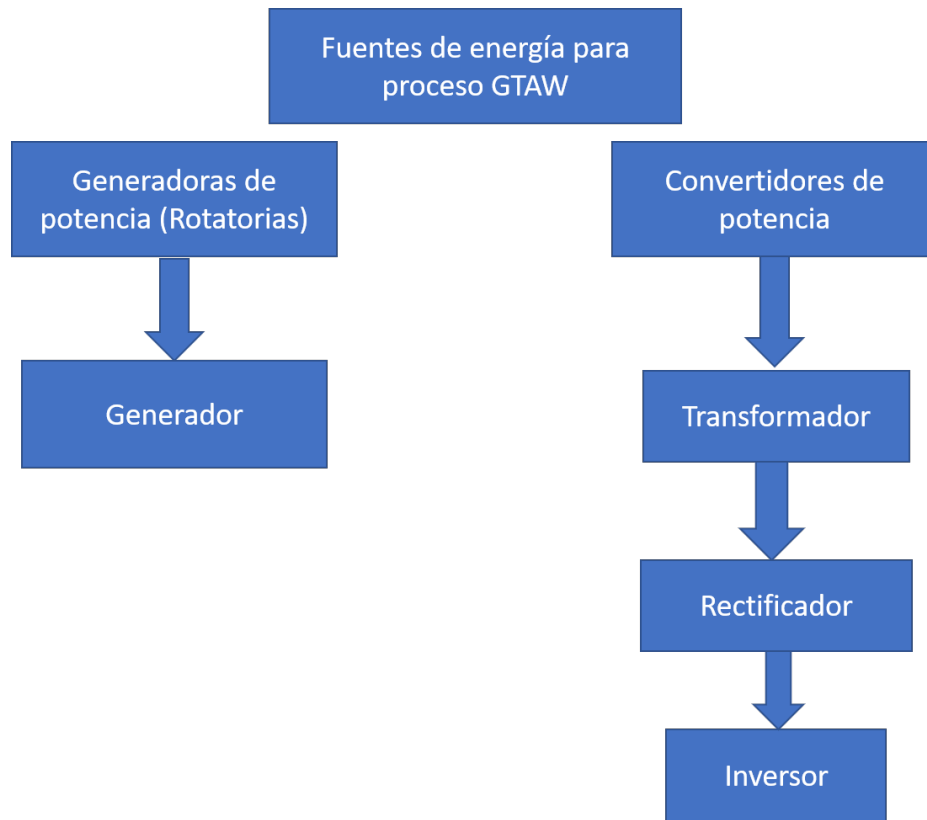 Fuentes de energía para
proceso GTAW
Generadoras de
potencia (Rotatorias)
Convertidores de
potencia
Generador
Transformador
Rectificador
Inversor